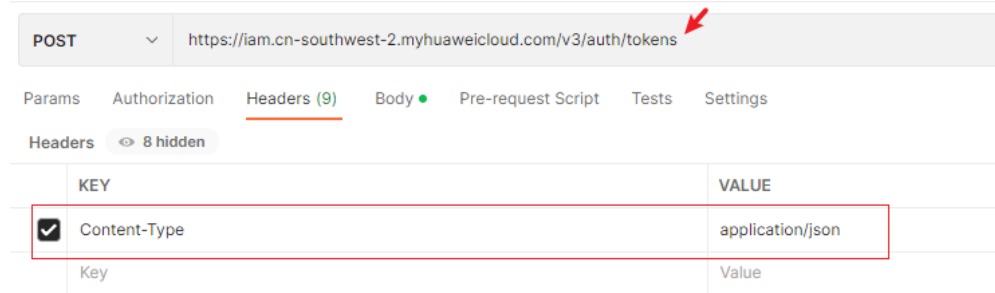 POST https://iam.cn-southwest-2.myhuaweicloud.com/v3/auth/tokens
Params Authorization Headers (9) Body Pre-request Script Tests Settings
Headers 8 hidden
KEY VALUE
Content-Type application/json
Key Value